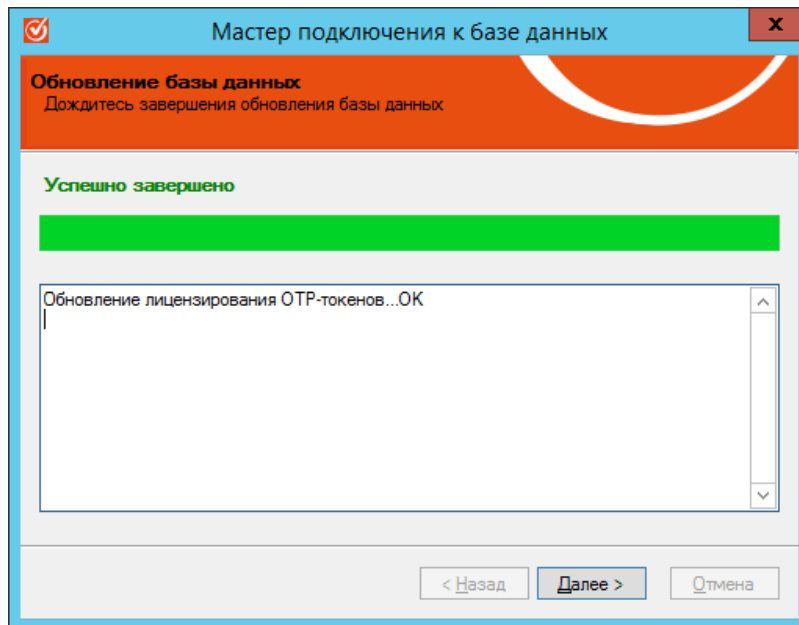 Мастер подключения к базе данных
x
Обновление базы данных
Дождитесь завершения обновления базы данных
Успешно завершено
Обновление лицензирования OTP-токенов...OK
< Назад
Далее >
Отмена